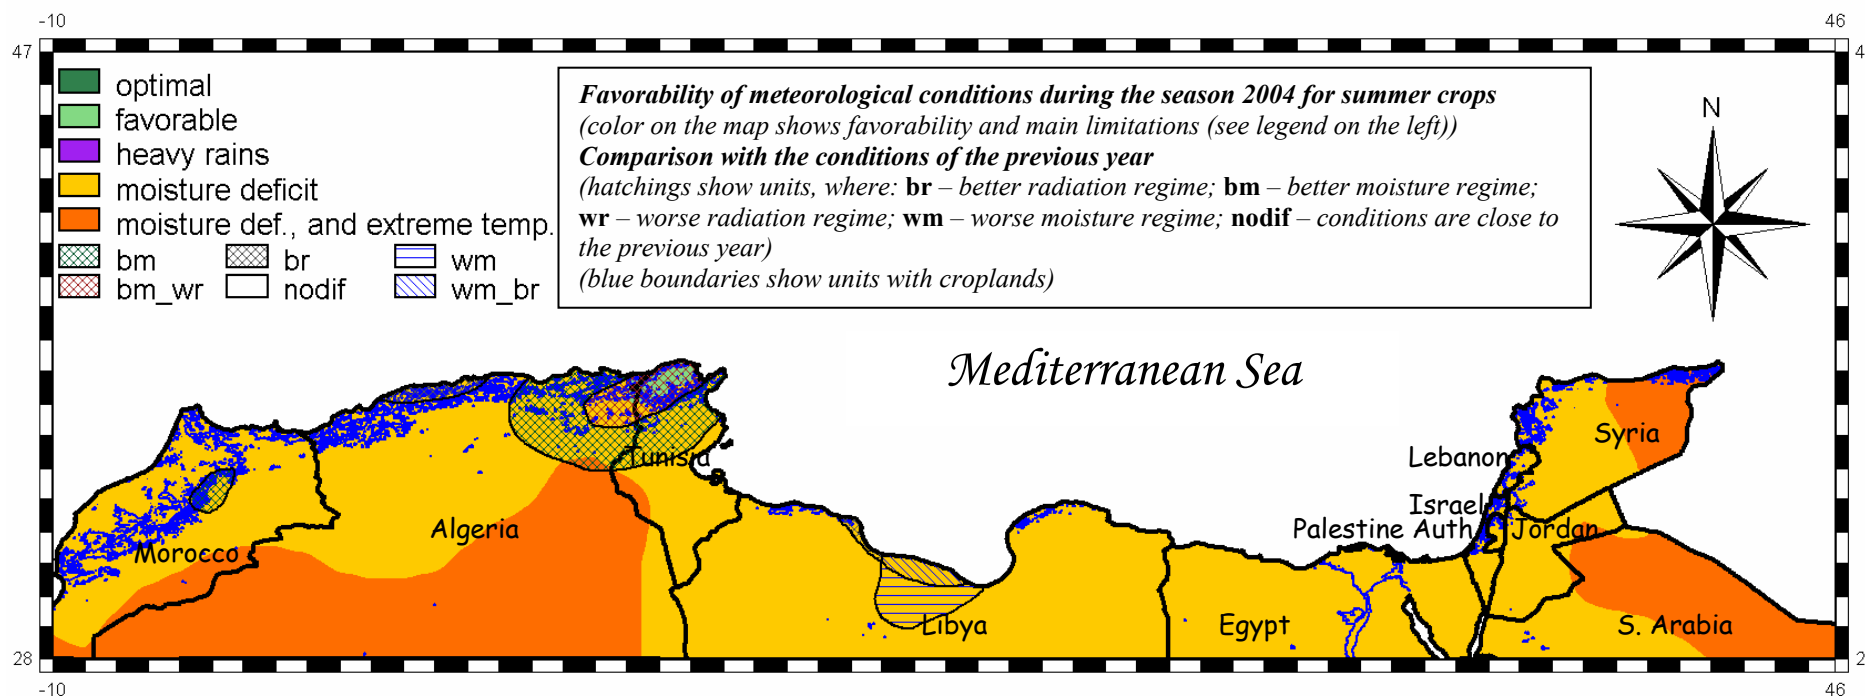 -10
46
47
4
optimal
favorable
heavy rains
moisture deficit
moisture def., and extreme temp.
bm
br
wm
bm_wr
nodif
wm_br
Favorability of meteorological conditions during the season 2004 for summer crops
(color on the map shows favorability and main limitations (see legend on the left))
Comparison with the conditions of the previous year
(hatchings show units, where: br – better radiation regime; bm – better moisture regime;
wr – worse radiation regime; wm – worse moisture regime; nodif – conditions are close to
the previous year)
(blue boundaries show units with croplands)
N
Mediterranean Sea
Syria
Lebanon
Tunisia
Israel
Algeria
Palestine Auth
Jordan
Morocco
Libya
Egypt
S. Arabia
28
2
-10
46